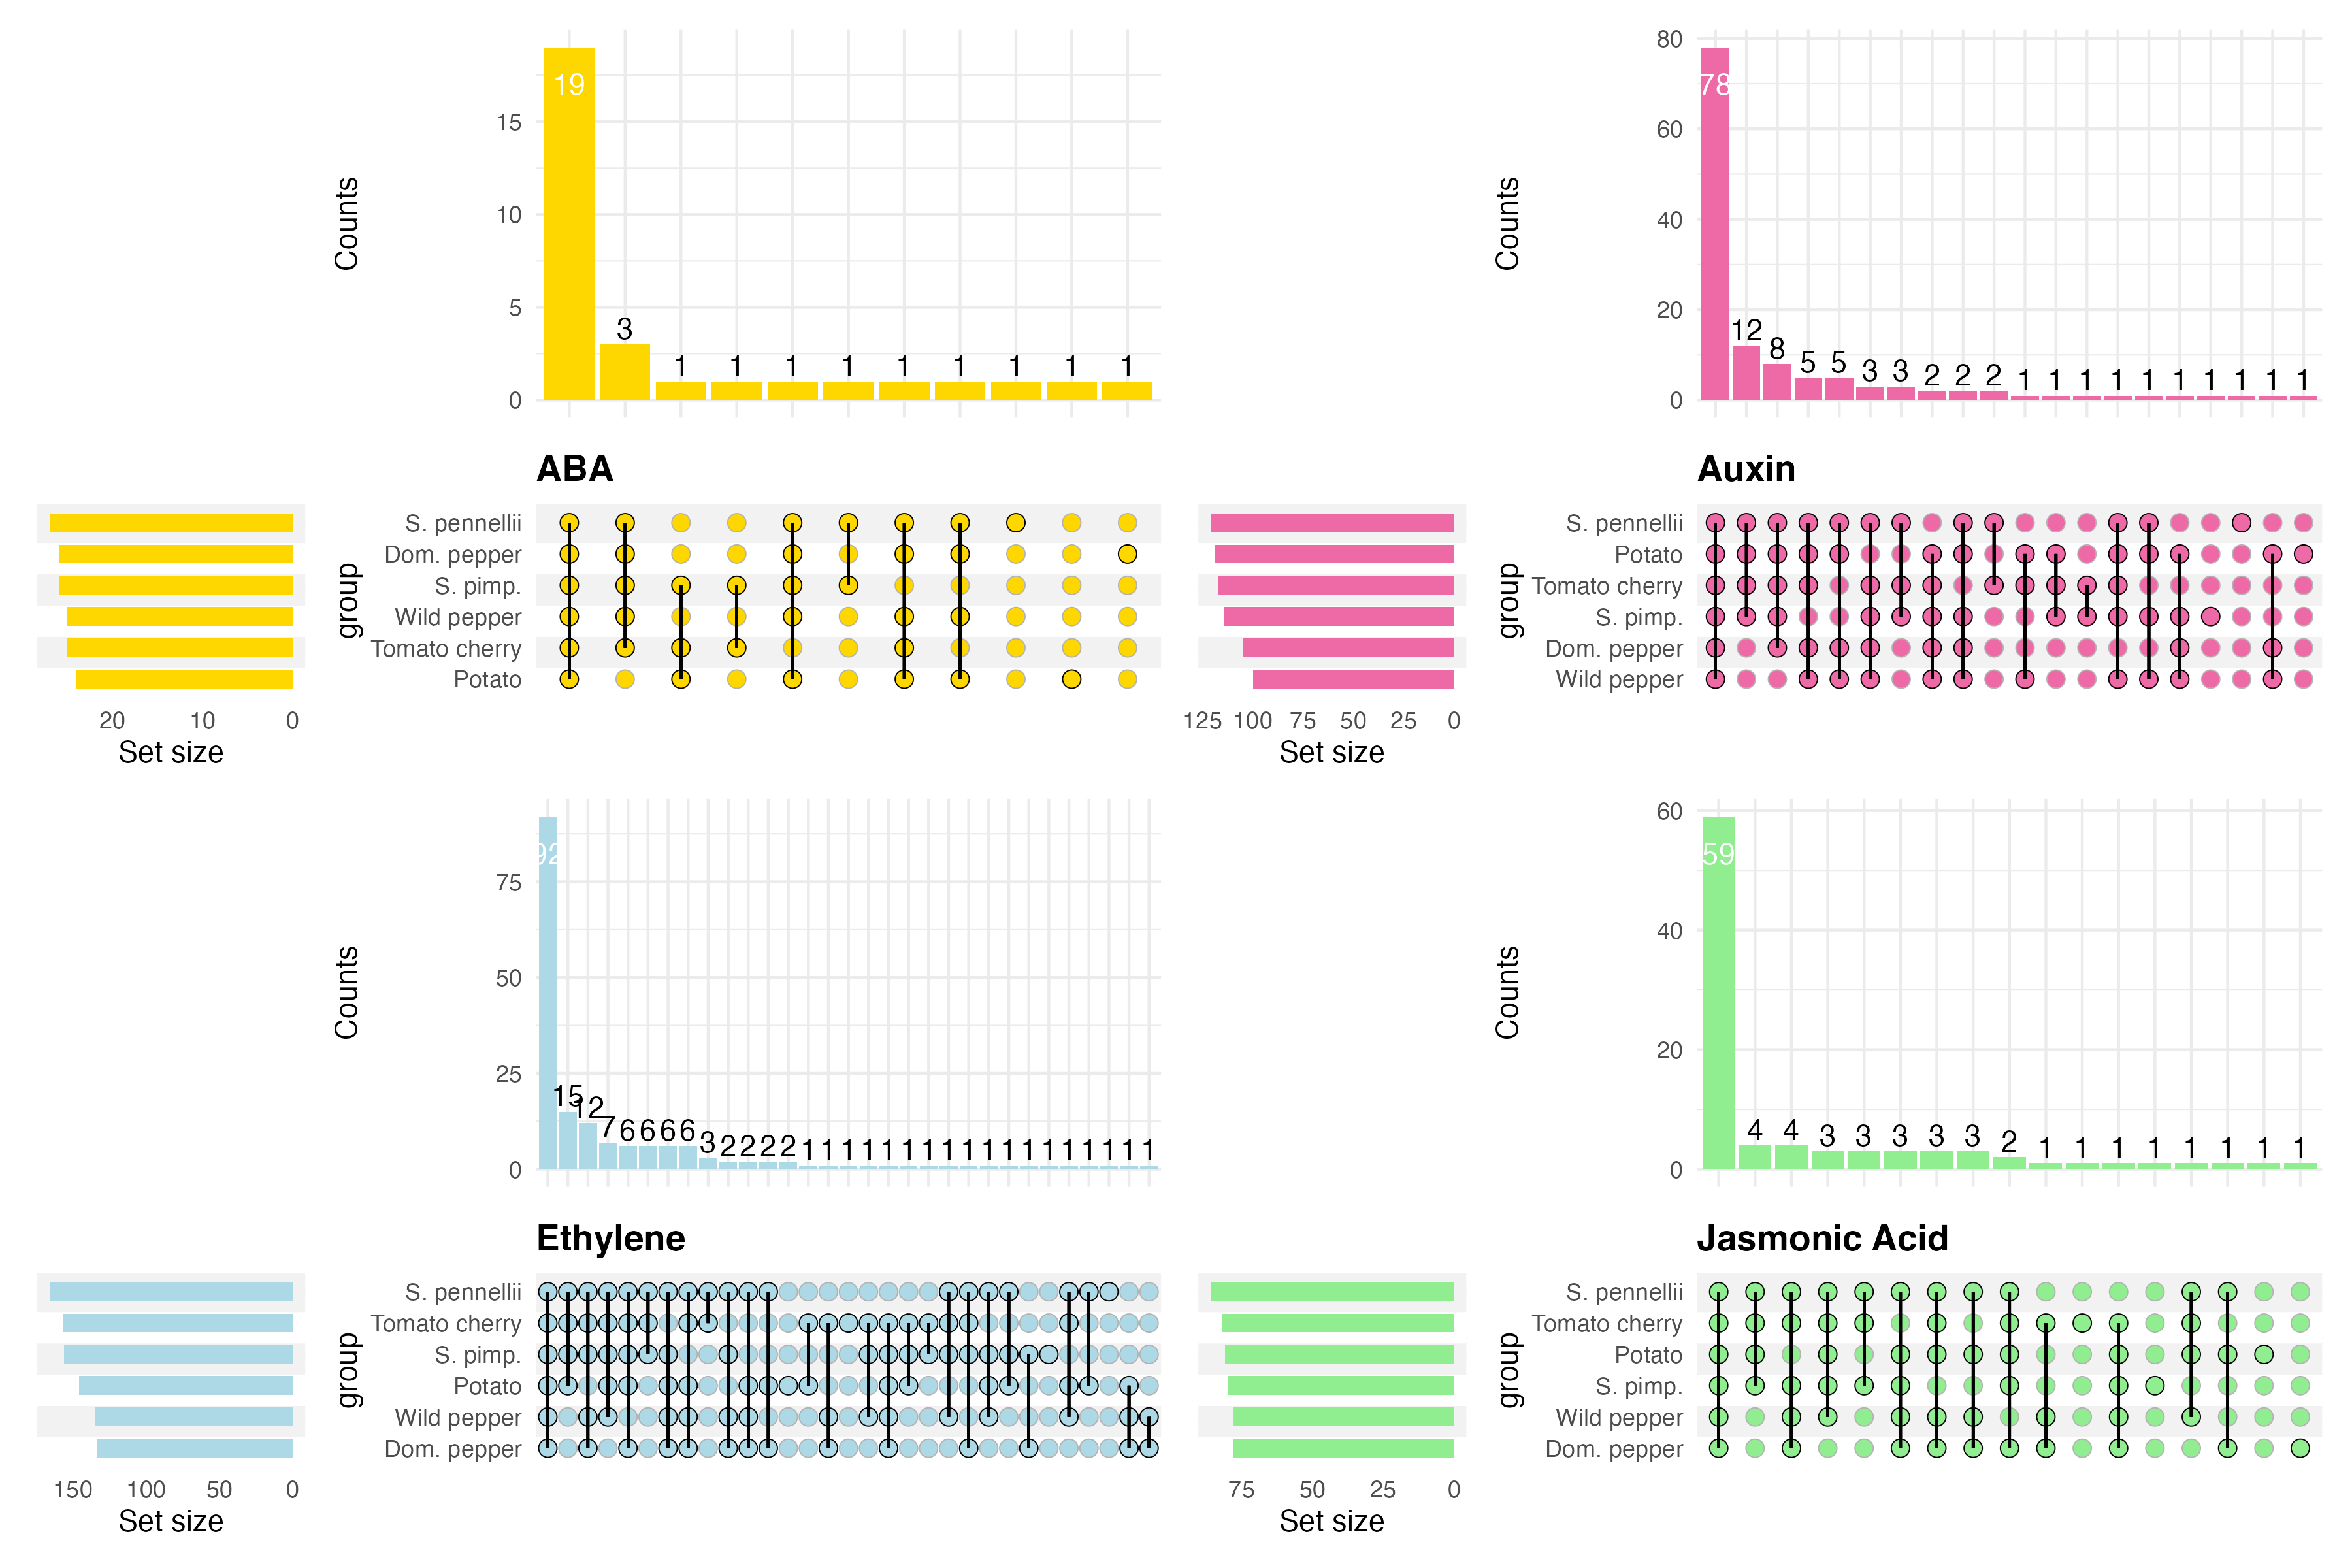 Counts
15
10
5
0
19
3
1 1 1 1 1 1 1 1 1
ABA
group
S. pennellii
Dom. pepper
S. pimp.
Wild pepper
Tomato cherry
Potato
20 10 0
Set size
Counts
80
60
40
20
0
78
12
8
5 5
3 3
2 2 2
1 1 1 1 1 1 1 1 1 1
Auxin
group
S. pennellii
Potato
Tomato cherry
S. pimp.
Dom. pepper
Wild pepper
125 100 75 50 25 0
Set size
Counts
75
50
25
0
92
15
12
7
6 6 6 6
3
2 2 2 2
1 1 1 1 1 1 1 1 1 1 1 1 1 1 1 1 1 1
Ethylene
group
S. pennellii
Tomato cherry
S. pimp.
Potato
Wild pepper
Dom. pepper
150 100 50 0
Set size
Counts
60
40
20
0
59
4 4
3 3 3 3 3
2
1 1 1 1 1 1 1 1
Jasmonic Acid
group
S. pennellii
Tomato cherry
Potato
S. pimp.
Wild pepper
Dom. pepper
75 50 25 0
Set size